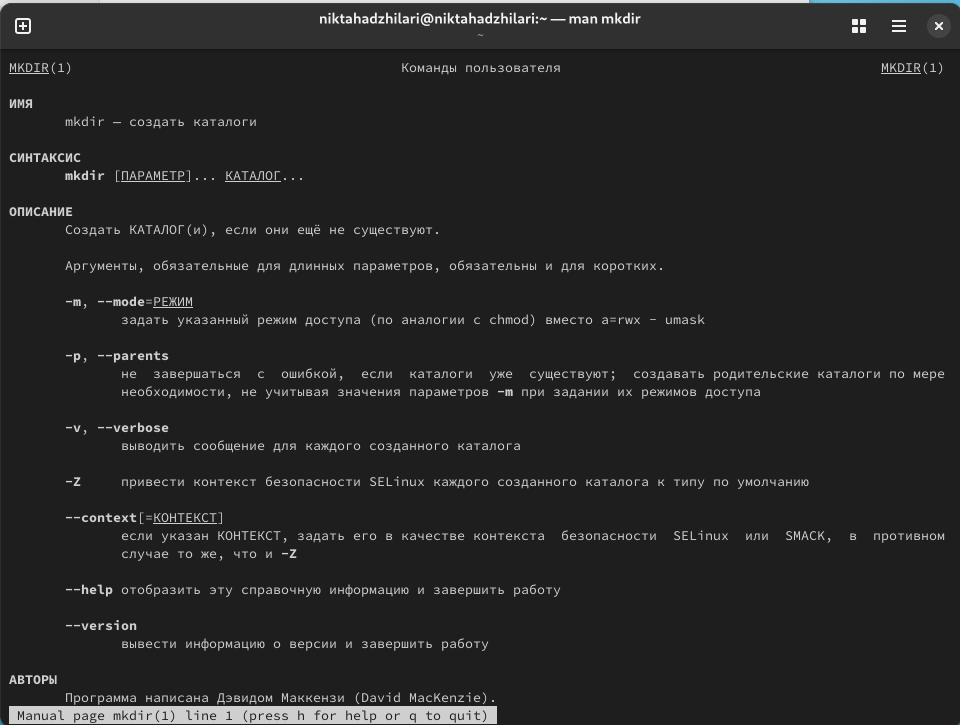 niktahadzhilari@niktahadzhilari:~ — man mkdir
~
MKDIR(1) Команды пользователя MKDIR(1)
ИМЯ
mkdir — создать каталоги
СИНТАКСИС
mkdir [ПАРАМЕТР]... КАТАЛОГ...
ОПИСАНИЕ
Создать КАТАЛОГ(и), если они ещё не существуют.
Аргументы, обязательные для длинных параметров, обязательны и для коротких.
-m, --mode=РЕЖИМ
задать указанный режим доступа (по аналогии с chmod) вместо a=rwx - umask
-p, --parents
не завершаться с ошибкой, если каталоги уже существуют; создавать родительские каталоги по мере
необходимости, не учитывая значения параметров -m при задании их режимов доступа
-v, --verbose
выводить сообщение для каждого созданного каталога
-Z привести контекст безопасности SELinux каждого созданного каталога к типу по умолчанию
--context[=КОНТЕКСТ]
если указан КОНТЕКСТ, задать его в качестве контекста безопасности SELinux или SMACK, в противном
случае то же, что и -Z
--help отобразить эту справочную информацию и завершить работу
--version
вывести информацию о версии и завершить работу
АВТОРЫ
Программа написана Дэвидом Маккензи (David MacKenzie).
Manual page mkdir(1) line 1 (press h for help or q to quit)